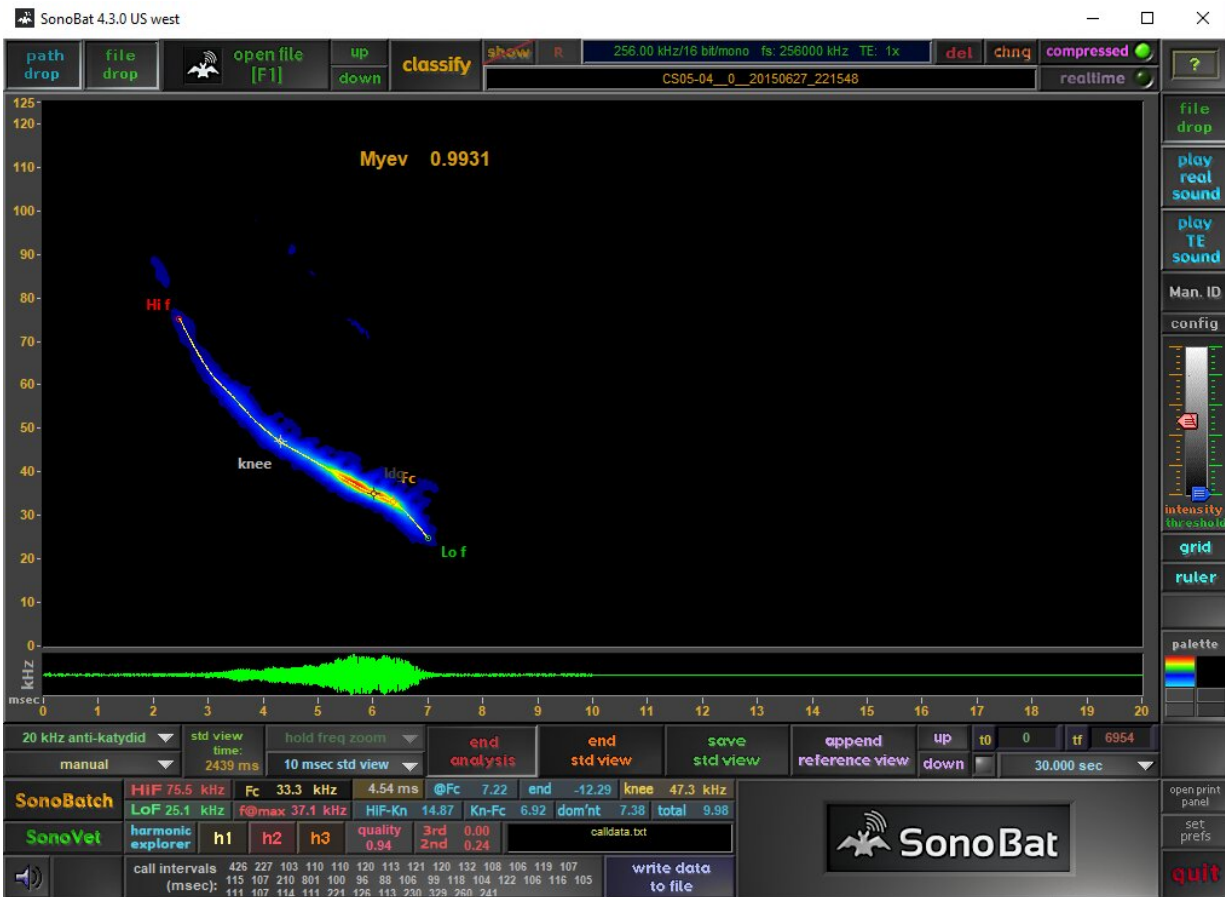 SonoBat 4.3.0 US west
path drop
file drop
open file [F1]
up
down
classify
show
R
256.00 kHz/16 bit/mono fs: 256000 kHz TE: 1x
CS05-04__0__20150627_221548
del
chng
compressed
realtime
?
125
120
110
100
90
80
70
60
50
40
30
20
10
0
kHz
Myev 0.9931
Hi f
knee
ldg
Fc
Lo f
msec
0 1 2 3 4 5 6 7 8 9 10 11 12 13 14 15 16 17 18 19 20
file drop
play real sound
play TE sound
Man. ID
config
intensity
threshold
grid
ruler
palette
20 kHz anti-katydid
manual
std view time: 2439 ms
hold freq zoom
10 msec std view
end analysis
end std view
save std view
append reference view
up
down
t0 0
tf 6954
30.000 sec
SonoBatch
HiF 75.5 kHz Fc 33.3 kHz 4.54 ms @Fc 7.22 end -12.29 knee 47.3 kHz
LoF 25.1 kHz f@max 37.1 kHz HIF-Kn 14.87 Kn-Fc 6.92 dom'nt 7.38 total 9.98
SonoVet
harmonic explorer
h1
h2
h3
quality 0.94
3rd 0.00
2nd 0.24
calldata.txt
call intervals (msec):
426 227 103 110 110 120 113 121 120 132 108 106 119 107
115 107 210 801 100 96 88 106 99 118 104 122 106 116 105
111 107 114 111 221 126 113 230 329 260 241
write data to file
SonoBat
open print panel
set prefs
quit